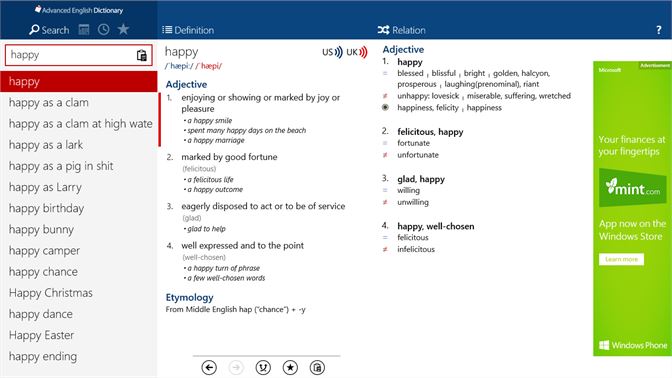 Advanced English Dictionary
Search
happy
happy
happy as a clam
happy as a clam at high wate
happy as a lark
happy as a pig in shit
happy as Larry
happy birthday
happy bunny
happy camper
happy chance
Happy Christmas
happy dance
Happy Easter
happy ending
Definition
happy
US UK
/ˈhæpiː/ /ˈhæpi/
Adjective
1. enjoying or showing or marked by joy or
pleasure
• a happy smile
• spent many happy days on the beach
• a happy marriage
2. marked by good fortune
(felicitous)
• a felicitous life
• a happy outcome
3. eagerly disposed to act or to be of service
(glad)
• glad to help
4. well expressed and to the point
(well-chosen)
• a happy turn of phrase
• a few well-chosen words
Etymology
From Middle English hap ("chance") + -y
Relation
?
Adjective
1. happy
= blessed ¦ blissful ¦ bright ¦ golden, halcyon,
prosperous ¦ laughing(prenominal), riant
≠ unhappy: lovesick ¦ miserable, suffering, wretched
happiness, felicity ¦ happiness
2. felicitous, happy
= fortunate
≠ unfortunate
3. glad, happy
= willing
≠ unwilling
4. happy, well-chosen
= felicitous
≠ infelicitous
Advertisement
Microsoft
Your finances at
your fingertips
mint.com
App now on the
Windows Store
Learn more
Windows Phone